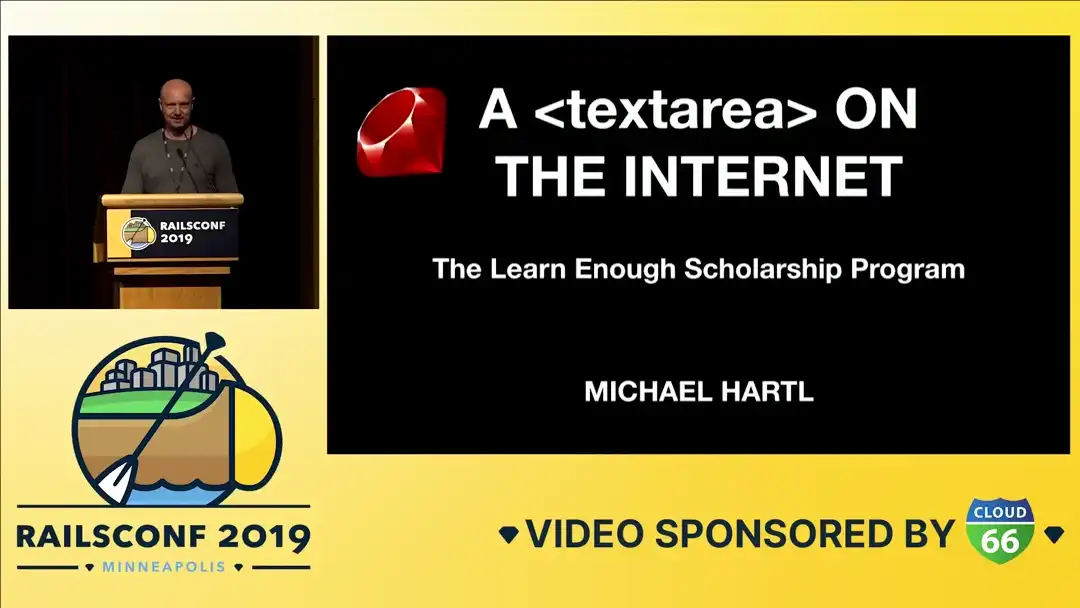 A <textarea> ON
THE INTERNET
The Learn Enough Scholarship Program
MICHAEL HARTL
RAILSCONF
2019
RAILSCONF 2019
MINNEAPOLIS
VIDEO SPONSORED BY
CLOUD
66